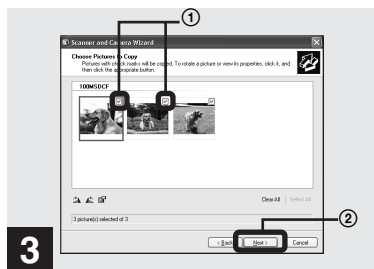 ①
Scanner and Camera Wizard
Choose Pictures to Copy
Pictures with check marks will be copied. To rotate a picture or view its properties, click it, and
then click the appropriate button.
100MSDCF
Clear All Select All
3 picture(s) selected of 3
②
< Back Next > Cancel
3